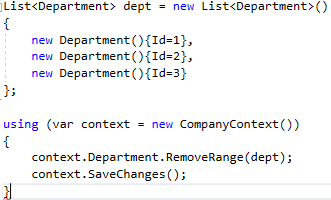 List<Department> dept = new List<Department>()
{
    new Department(){Id=1},
    new Department(){Id=2},
    new Department(){Id=3}
};

using (var context = new CompanyContext())
{
    context.Department.RemoveRange(dept);
    context.SaveChanges();
}